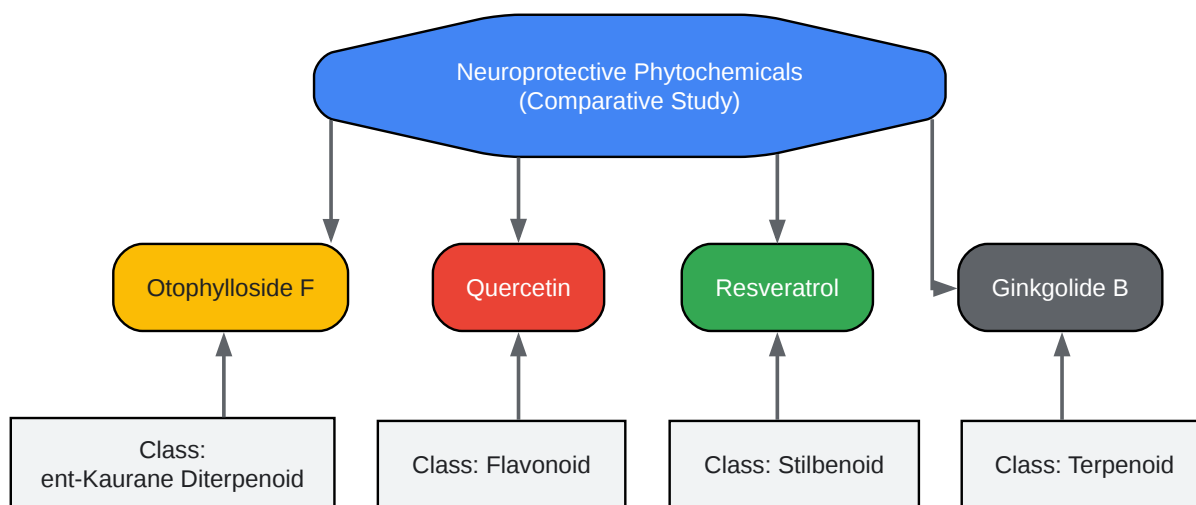 Neuroprotective Phytochemicals
(Comparative Study)
Otophylloside F
Quercetin
Resveratrol
Ginkgolide B
Class:
ent-Kaurane Diterpenoid
Class: Flavonoid
Class: Stilbenoid
Class: Terpenoid